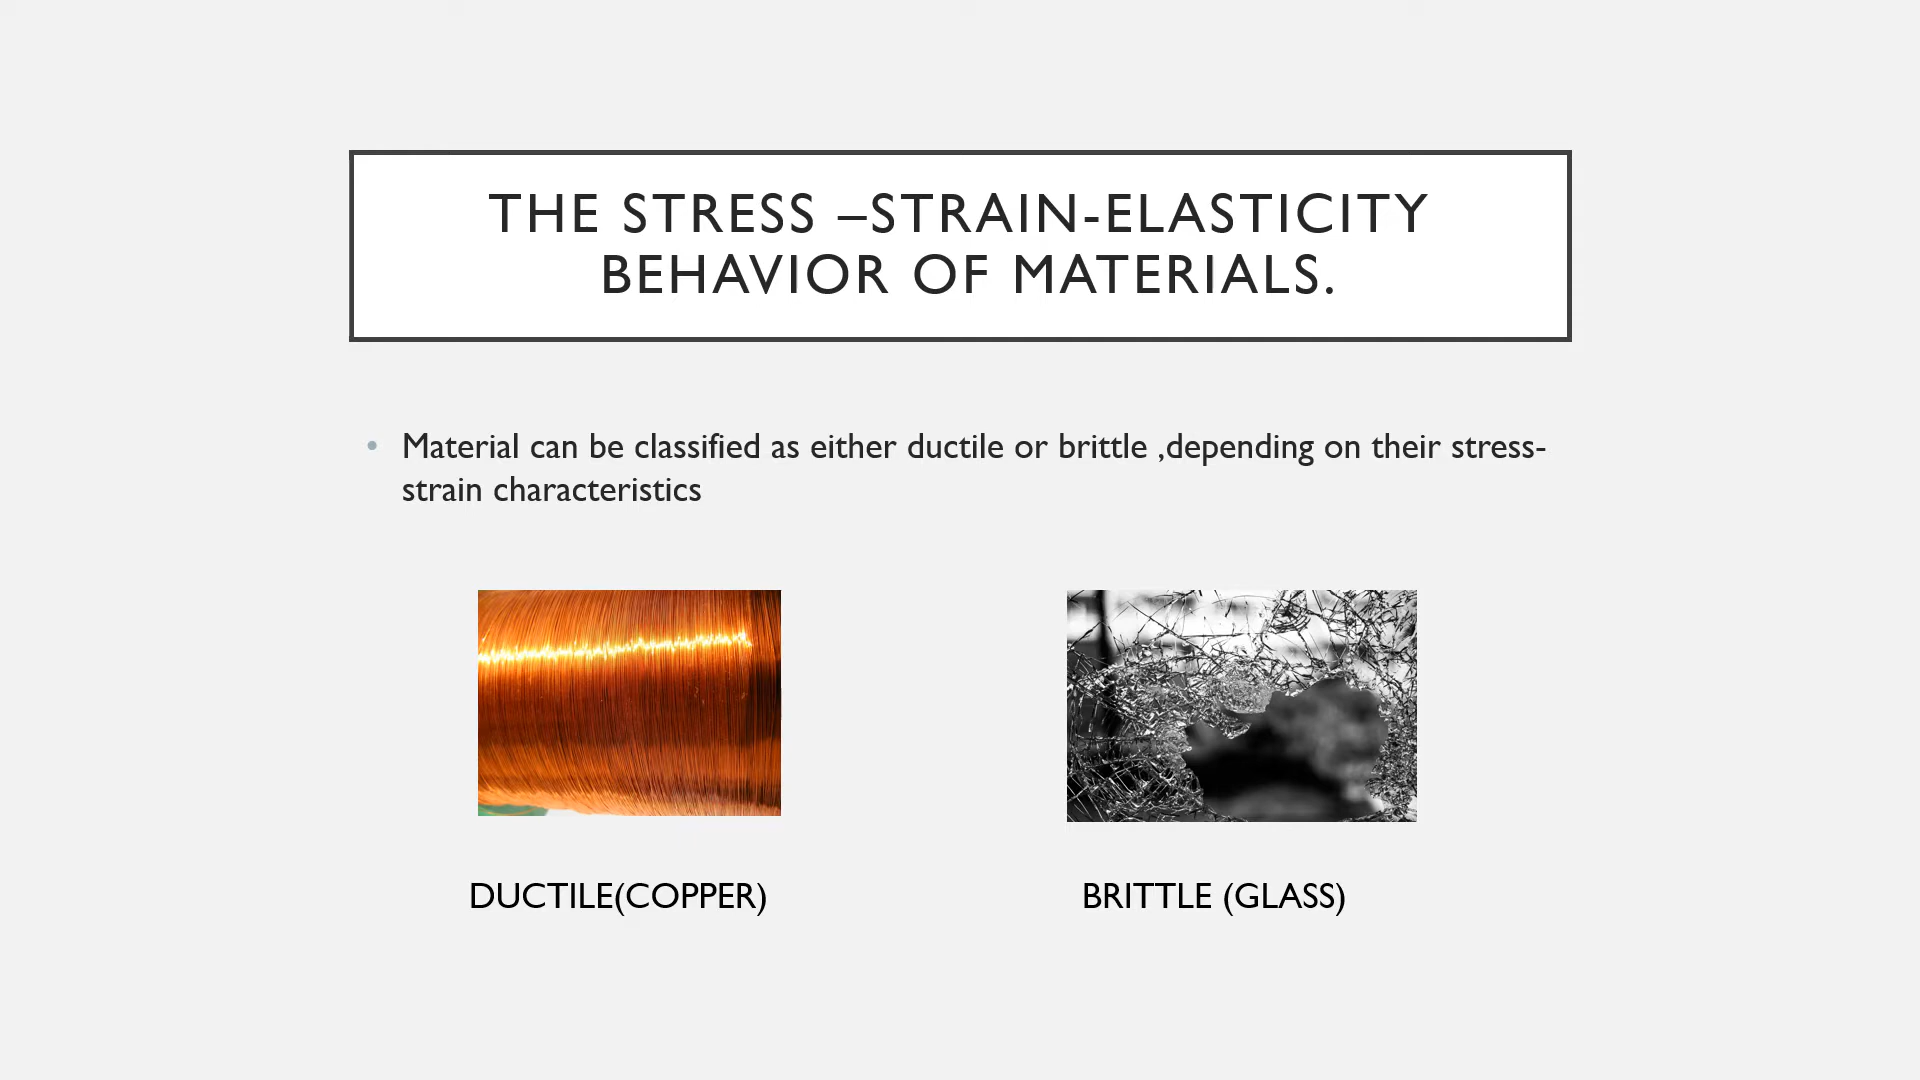 THE STRESS –STRAIN-ELASTICITY
BEHAVIOR OF MATERIALS.
• Material can be classified as either ductile or brittle ,depending on their stress-
strain characteristics
DUCTILE(COPPER)
BRITTLE (GLASS)